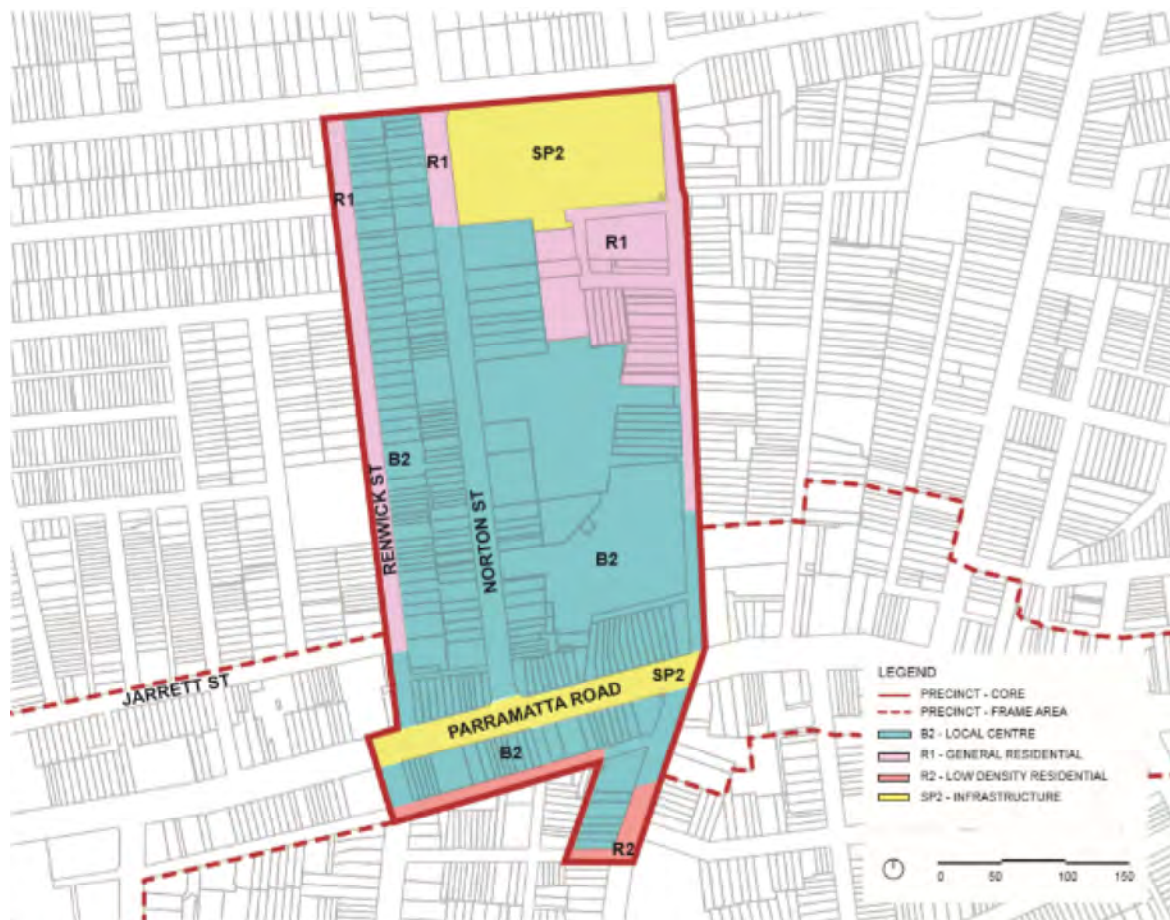 SP2
R1
R1
R1
B2
RENWICK ST
NORTON ST
B2
JARRETT ST
PARRAMATTA ROAD
SP2
B2
R2
LEGEND
PRECINCT - CORE
PRECINCT - FRAME AREA
B2 - LOCAL CENTRE
R1 - GENERAL RESIDENTIAL
R2 - LOW DENSITY RESIDENTIAL
SP2 - INFRASTRUCTURE
0 50 100 150